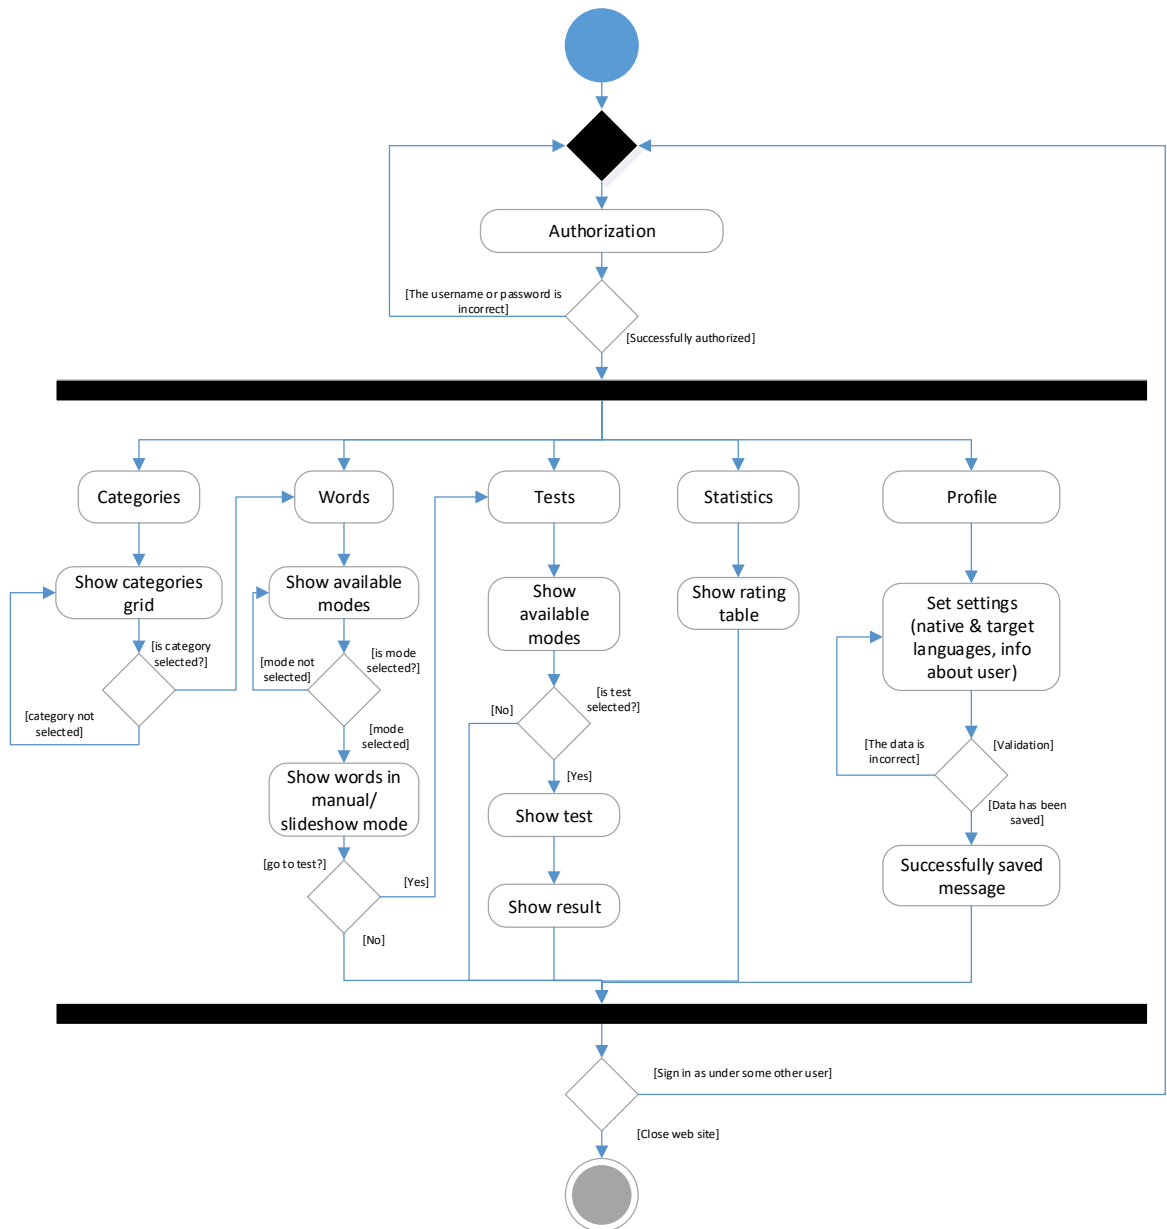 Authorization
[The username or password is
incorrect]
[Successfully authorized]
Categories
Words
Tests
Statistics
Profile
Show categories
grid
Show available
modes
Show
available
modes
Show rating
table
Set settings
(native & target
languages, info
about user)
[is category
selected?]
[category not
selected]
[mode not
selected]
[is mode
selected?]
[mode
selected]
[is test
selected?]
[No]
[Yes]
[The data is
incorrect]
[Validation]
[Data has been
saved]
Show words in
manual/
slideshow mode
Show test
Successfully saved
message
[go to test?]
[Yes]
[No]
Show result
[Sign in as under some other user]
[Close web site]